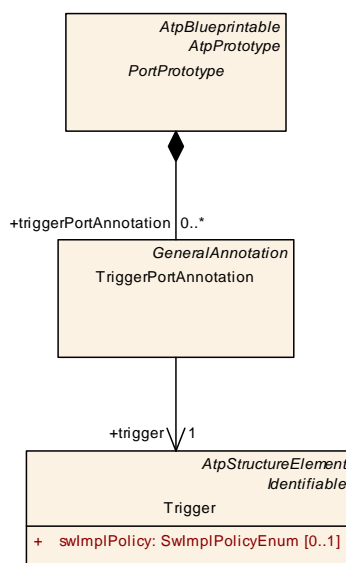 AtpBlueprintable
AtpPrototype
PortPrototype
+triggerPortAnnotation 0..*
GeneralAnnotation
TriggerPortAnnotation
+trigger 1
AtpStructureElement
Identifiable
Trigger
+ swImplPolicy: SwImplPolicyEnum [0..1]